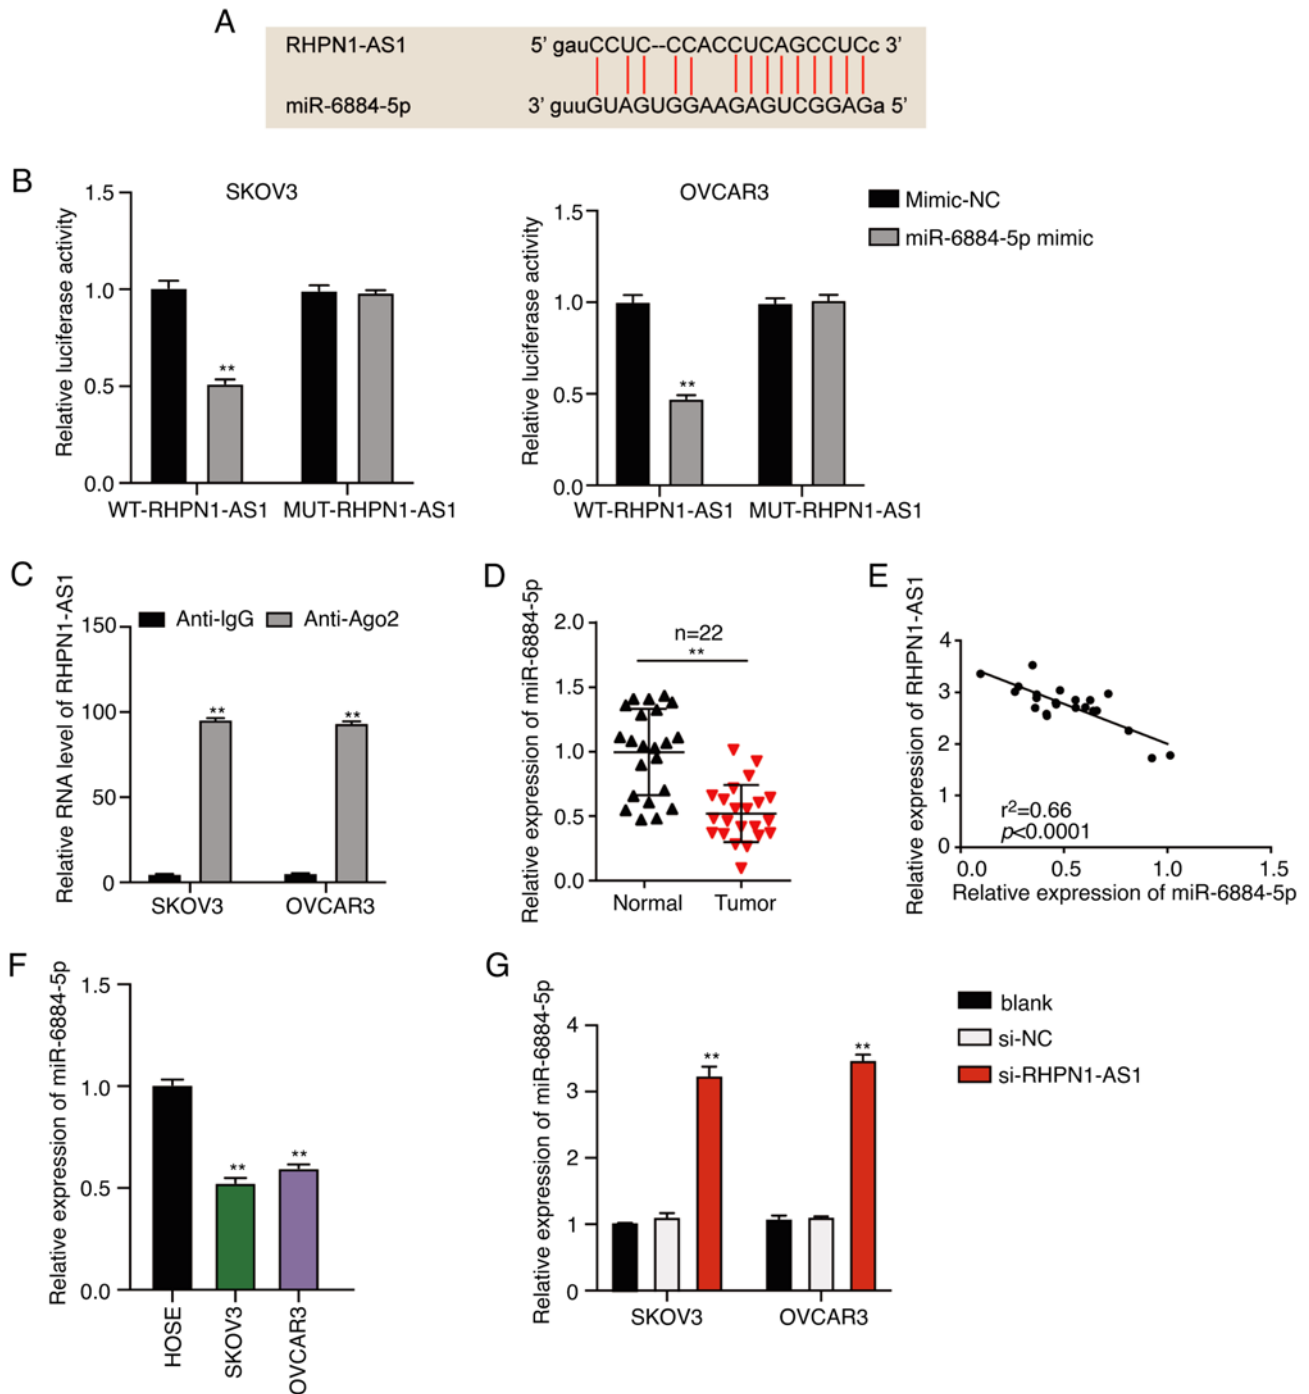 A
RHPN1-AS1 5' gauCCUC--CCACCUCAGCCUCc 3'
miR-6884-5p 3' guuGUAGUGGAAGAGUCGGAGa 5'
B
SKOV3
Relative luciferase activity
1.5
1.0
0.5
0.0
**
WT-RHPN1-AS1 MUT-RHPN1-AS1
OVCAR3
Relative luciferase activity
1.5
1.0
0.5
0.0
**
WT-RHPN1-AS1 MUT-RHPN1-AS1
Mimic-NC
miR-6884-5p mimic
C
Relative RNA level of RHPN1-AS1
Anti-IgG Anti-Ago2
150
100
50
0
** **
SKOV3 OVCAR3
D
Relative expression of miR-6884-5p
2.0
1.5
1.0
0.5
0.0
n=22
**
Normal Tumor
E
Relative expression of RHPN1-AS1
4
3
2
1
0
r²=0.66
p<0.0001
0 0.5 1.0 1.5
Relative expression of miR-6884-5p
F
Relative expression of miR-6884-5p
1.5
1.0
0.5
0.0
** **
HOSE
SKOV3
OVCAR3
G
Relative expression of miR-6884-5p
4
3
2
1
0
** **
SKOV3 OVCAR3
blank
si-NC
si-RHPN1-AS1